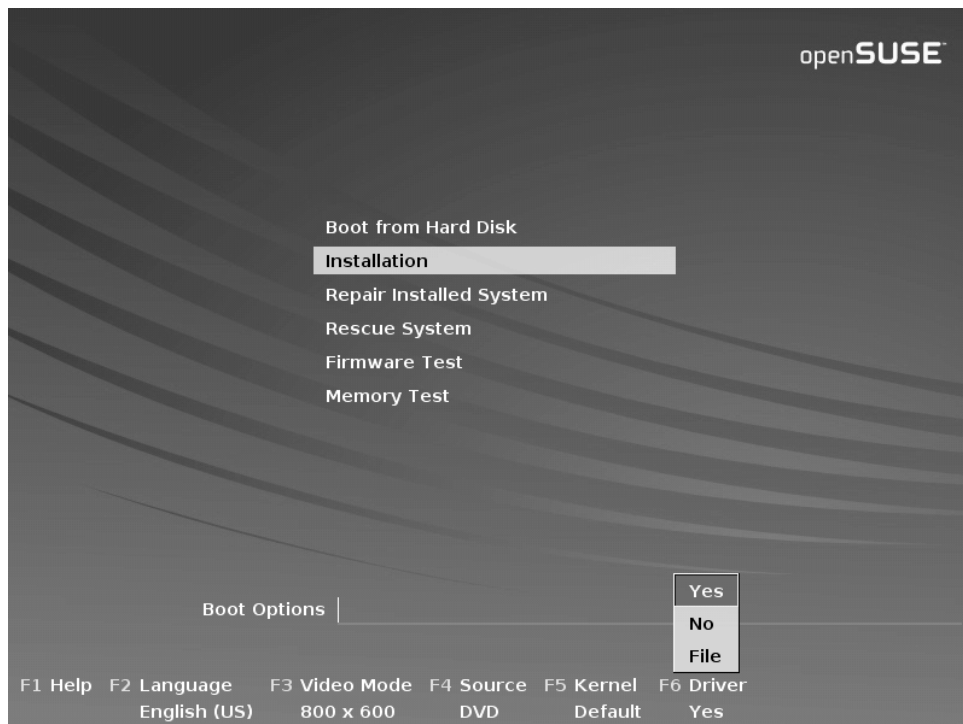 openSUSE™
Boot from Hard Disk
Installation
Repair Installed System
Rescue System
Firmware Test
Memory Test
Boot Options
Yes
No
File
F1 Help F2 Language F3 Video Mode F4 Source F5 Kernel F6 Driver
English (US) 800 x 600 DVD Default Yes